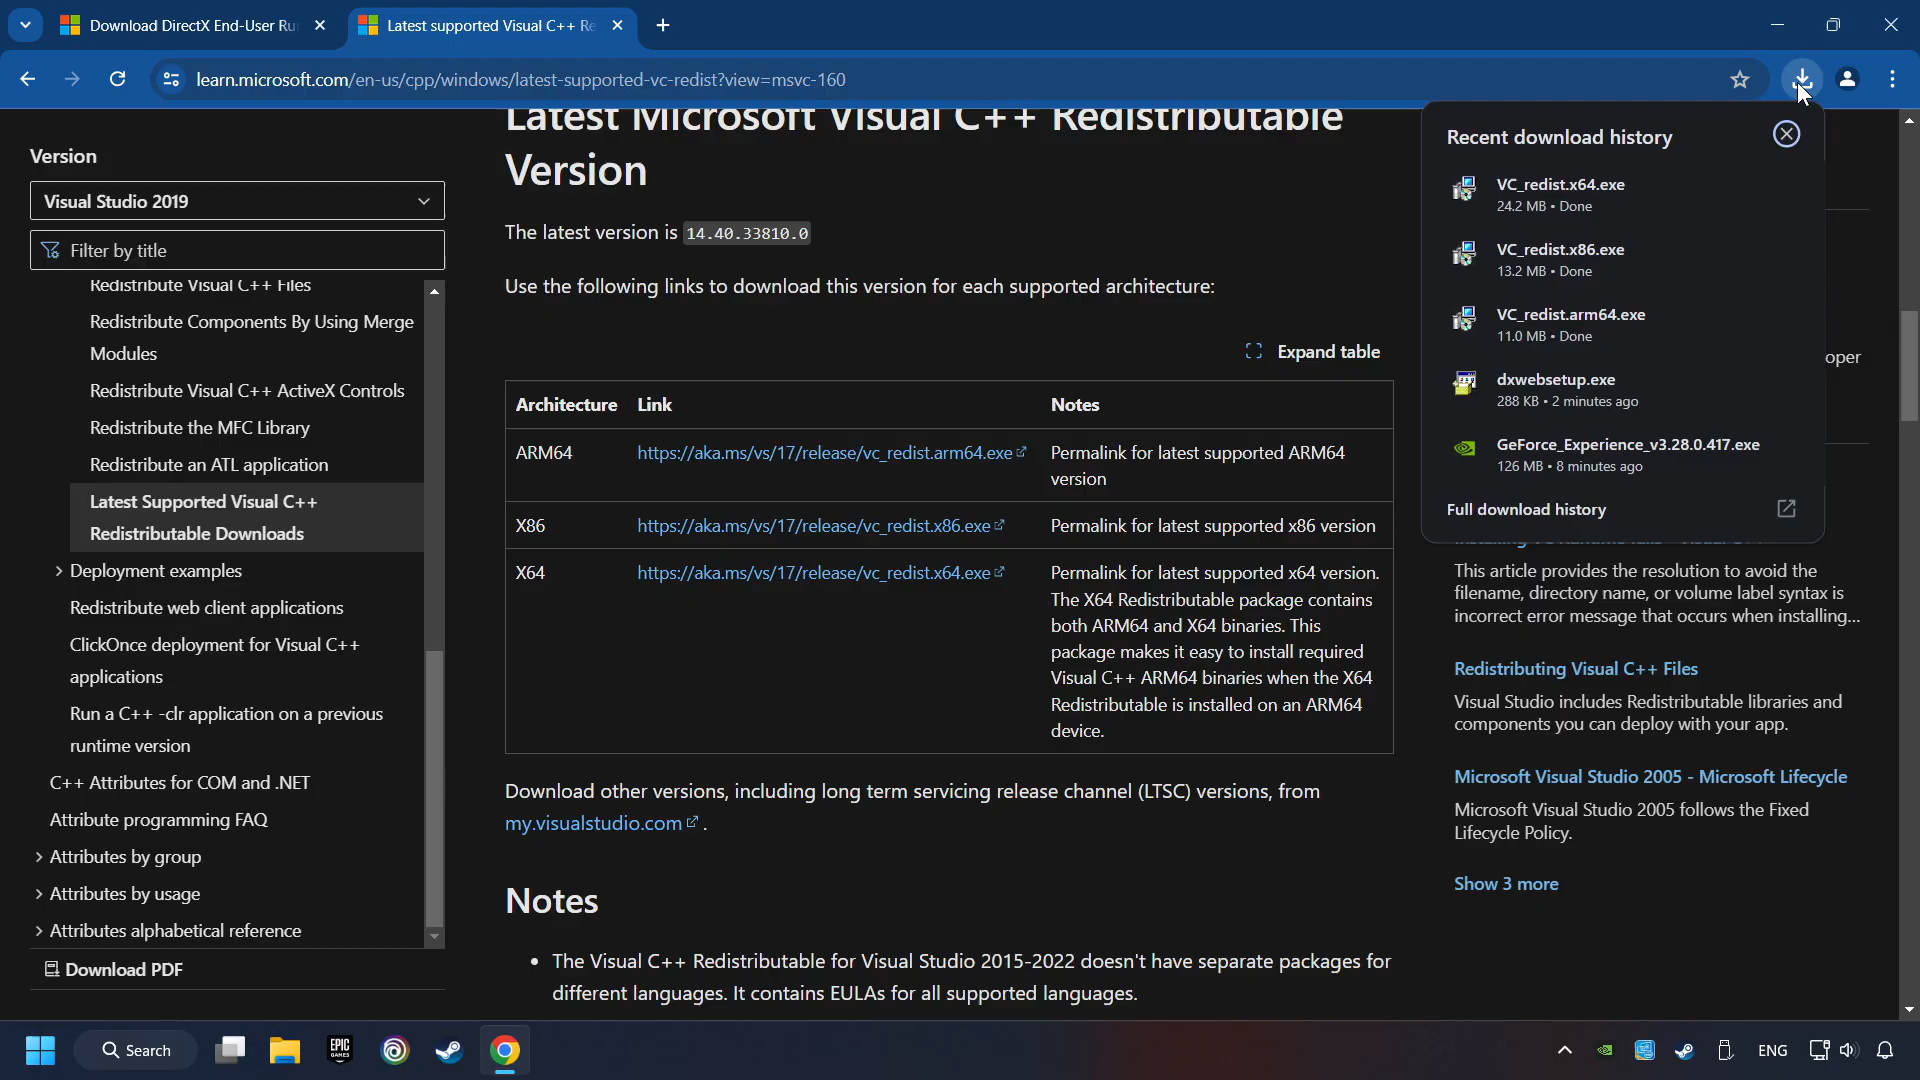 Download DirectX End-User Ru
Latest supported Visual C++ Re
learn.microsoft.com/en-us/cpp/windows/latest-supported-vc-redist?view=msvc-160
Version
Visual Studio 2019
Filter by title
Redistribute Visual C++ Files
Redistribute Components By Using Merge
Modules
Redistribute Visual C++ ActiveX Controls
Redistribute the MFC Library
Redistribute an ATL application
Latest Supported Visual C++
Redistributable Downloads
Deployment examples
Redistribute web client applications
ClickOnce deployment for Visual C++
applications
Run a C++ -clr application on a previous
runtime version
C++ Attributes for COM and .NET
Attribute programming FAQ
Attributes by group
Attributes by usage
Attributes alphabetical reference
Download PDF
Latest Microsoft Visual C++ Redistributable
Version
The latest version is 14.40.33810.0
Use the following links to download this version for each supported architecture:
Expand table
Architecture Link Notes
ARM64 https://aka.ms/vs/17/release/vc_redist.arm64.exe Permalink for latest supported ARM64
version
X86 https://aka.ms/vs/17/release/vc_redist.x86.exe Permalink for latest supported x86 version
X64 https://aka.ms/vs/17/release/vc_redist.x64.exe Permalink for latest supported x64 version.
The X64 Redistributable package contains
both ARM64 and X64 binaries. This
package makes it easy to install required
Visual C++ ARM64 binaries when the X64
Redistributable is installed on an ARM64
device.
Download other versions, including long term servicing release channel (LTSC) versions, from
my.visualstudio.com .
Notes
• The Visual C++ Redistributable for Visual Studio 2015-2022 doesn't have separate packages for
different languages. It contains EULAs for all supported languages.
Recent download history
VC_redist.x64.exe
24.2 MB • Done
VC_redist.x86.exe
13.2 MB • Done
VC_redist.arm64.exe
11.0 MB • Done
dxwebsetup.exe
288 KB • 2 minutes ago
GeForce_Experience_v3.28.0.417.exe
126 MB • 8 minutes ago
Full download history
oper
This article provides the resolution to avoid the
filename, directory name, or volume label syntax is
incorrect error message that occurs when installing...
Redistributing Visual C++ Files
Visual Studio includes Redistributable libraries and
components you can deploy with your app.
Microsoft Visual Studio 2005 - Microsoft Lifecycle
Microsoft Visual Studio 2005 follows the Fixed
Lifecycle Policy.
Show 3 more
Search
EPIC
GAMES
ENG